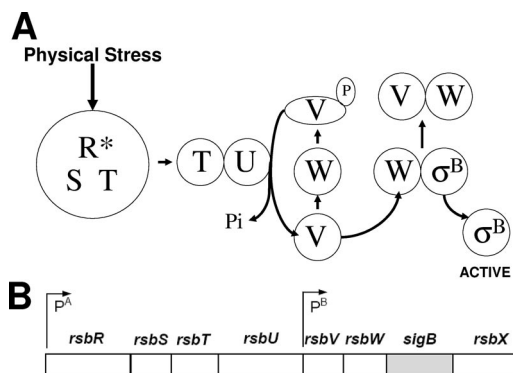 A
Physical Stress
R*
S T
T U
V P
W
V
Pi
V W
W σB
σB
ACTIVE
B
PA PB
rsbR rsbS rsbT rsbU rsbV rsbW sigB rsbX